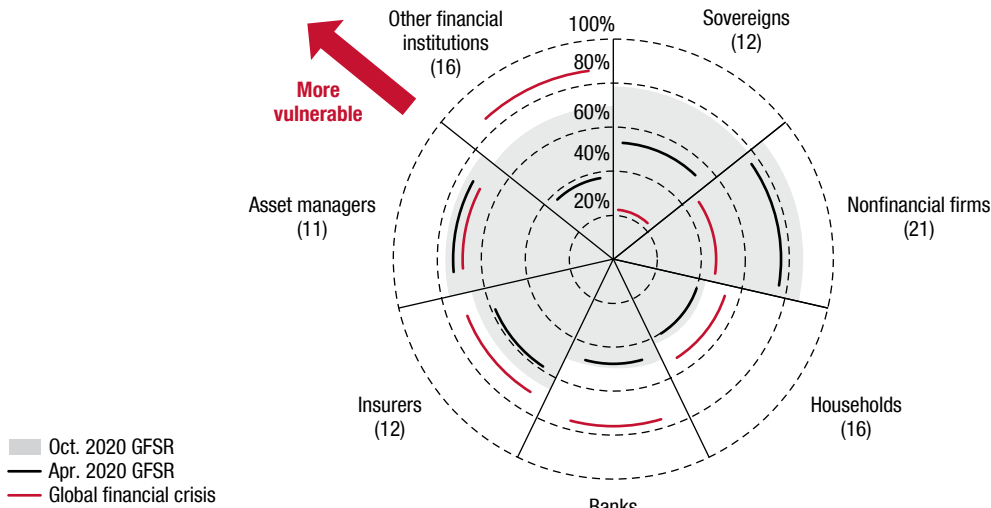 Other financial
institutions
(16)
100%
Sovereigns
(12)
80%
More
vulnerable
60%
40%
20%
Asset managers
(11)
Nonfinancial firms
(21)
Insurers
(12)
Households
(16)
Banks
Oct. 2020 GFSR
Apr. 2020 GFSR
Global financial crisis